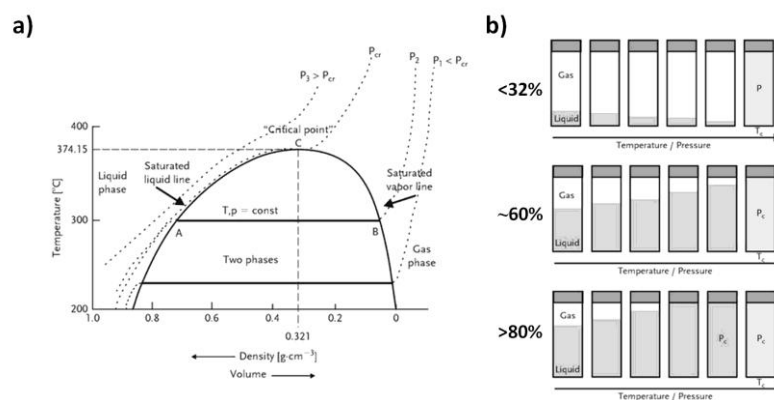 a)
P₃ > Pcr
Pcr
P₂
P₁ < Pcr
400
"Critical point"
C
374.15
Liquid phase
Saturated liquid line
Saturated vapor line
Temperature [°C]
T,p = const
300
A
B
Two phases
Gas phase
200
1.0
0.8
0.6
0.4
0.2
0
0.321
Density [g·cm⁻³]
Volume
b)
<32%
Gas
Liquid
P
Tc
Temperature / Pressure
~60%
Gas
Liquid
Pc
Tc
Temperature / Pressure
>80%
Gas
Liquid
Pc
Pc
Tc
Temperature / Pressure